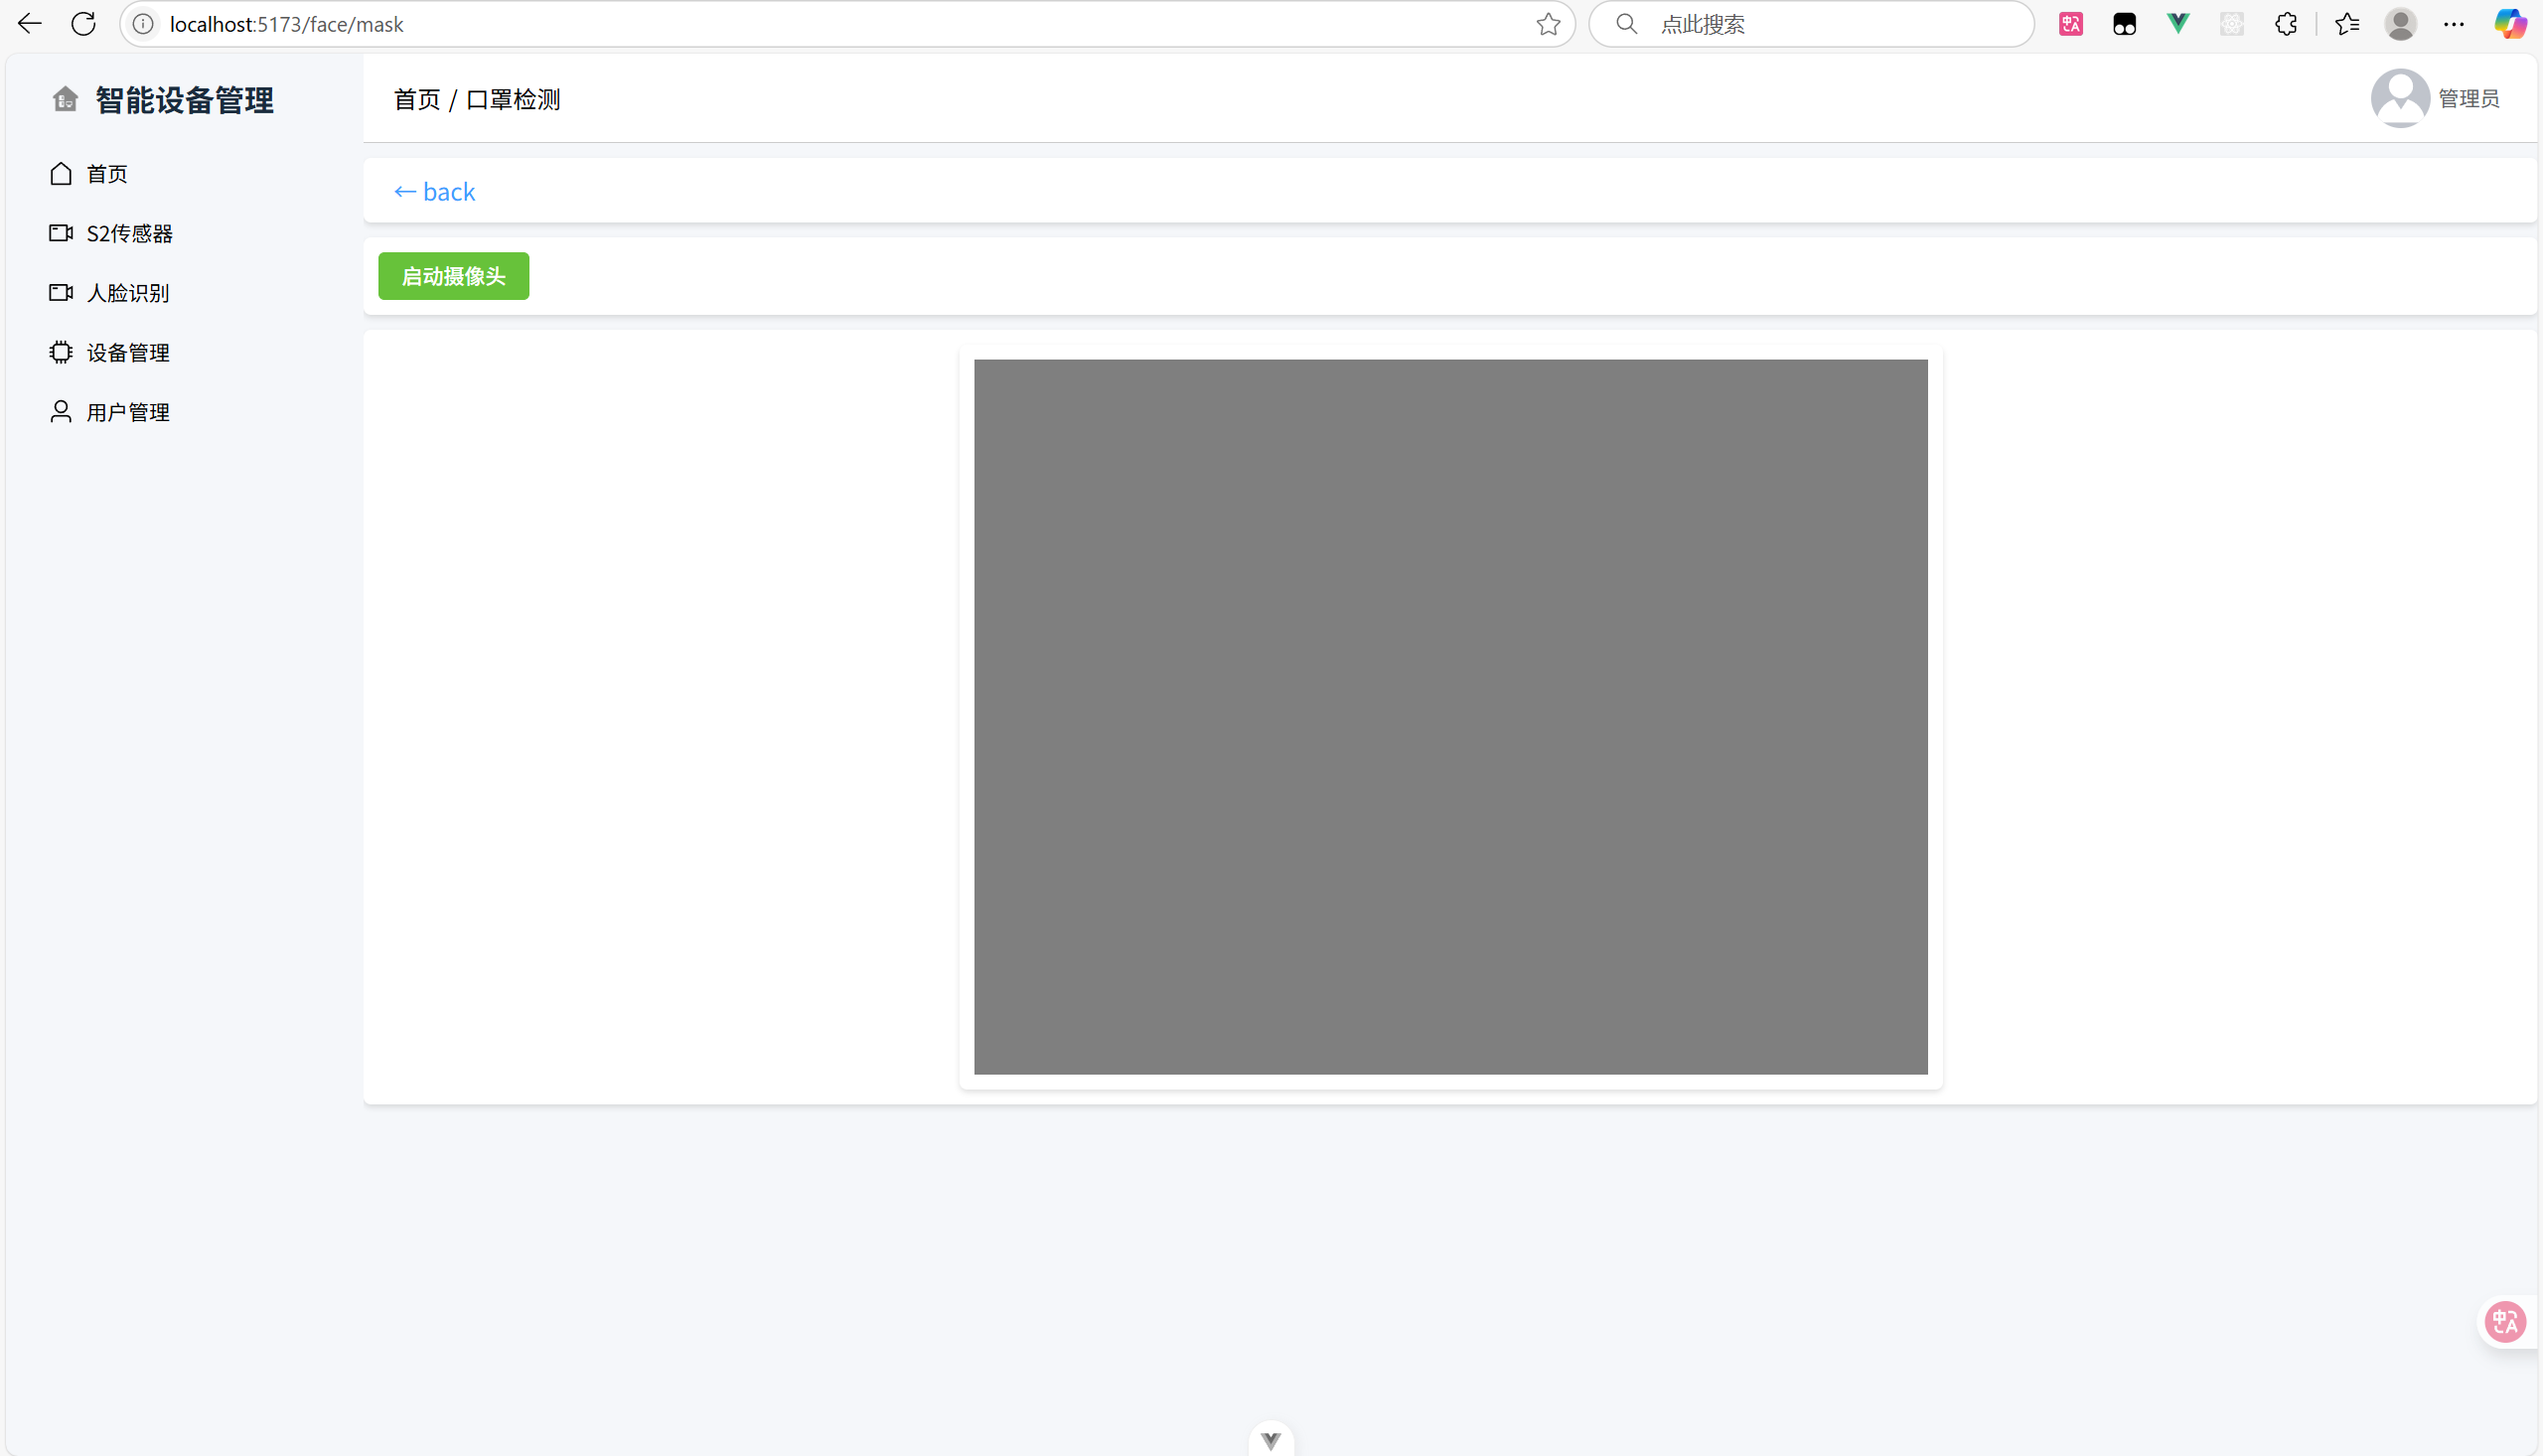 localhost:5173/face/mask
点此搜索
智能设备管理
首页 / 口罩检测
管理员
首页
← back
S2传感器
启动摄像头
人脸识别
设备管理
用户管理